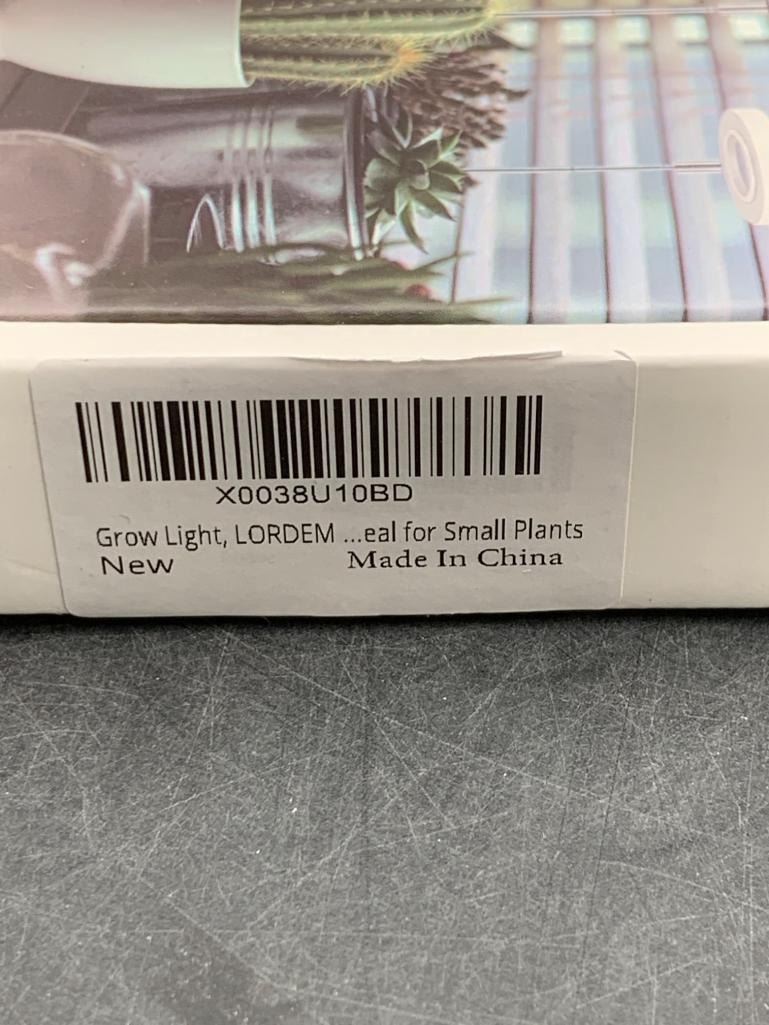 X0038U10BD
Grow Light, LORDEM ...eal for Small Plants
New Made In China